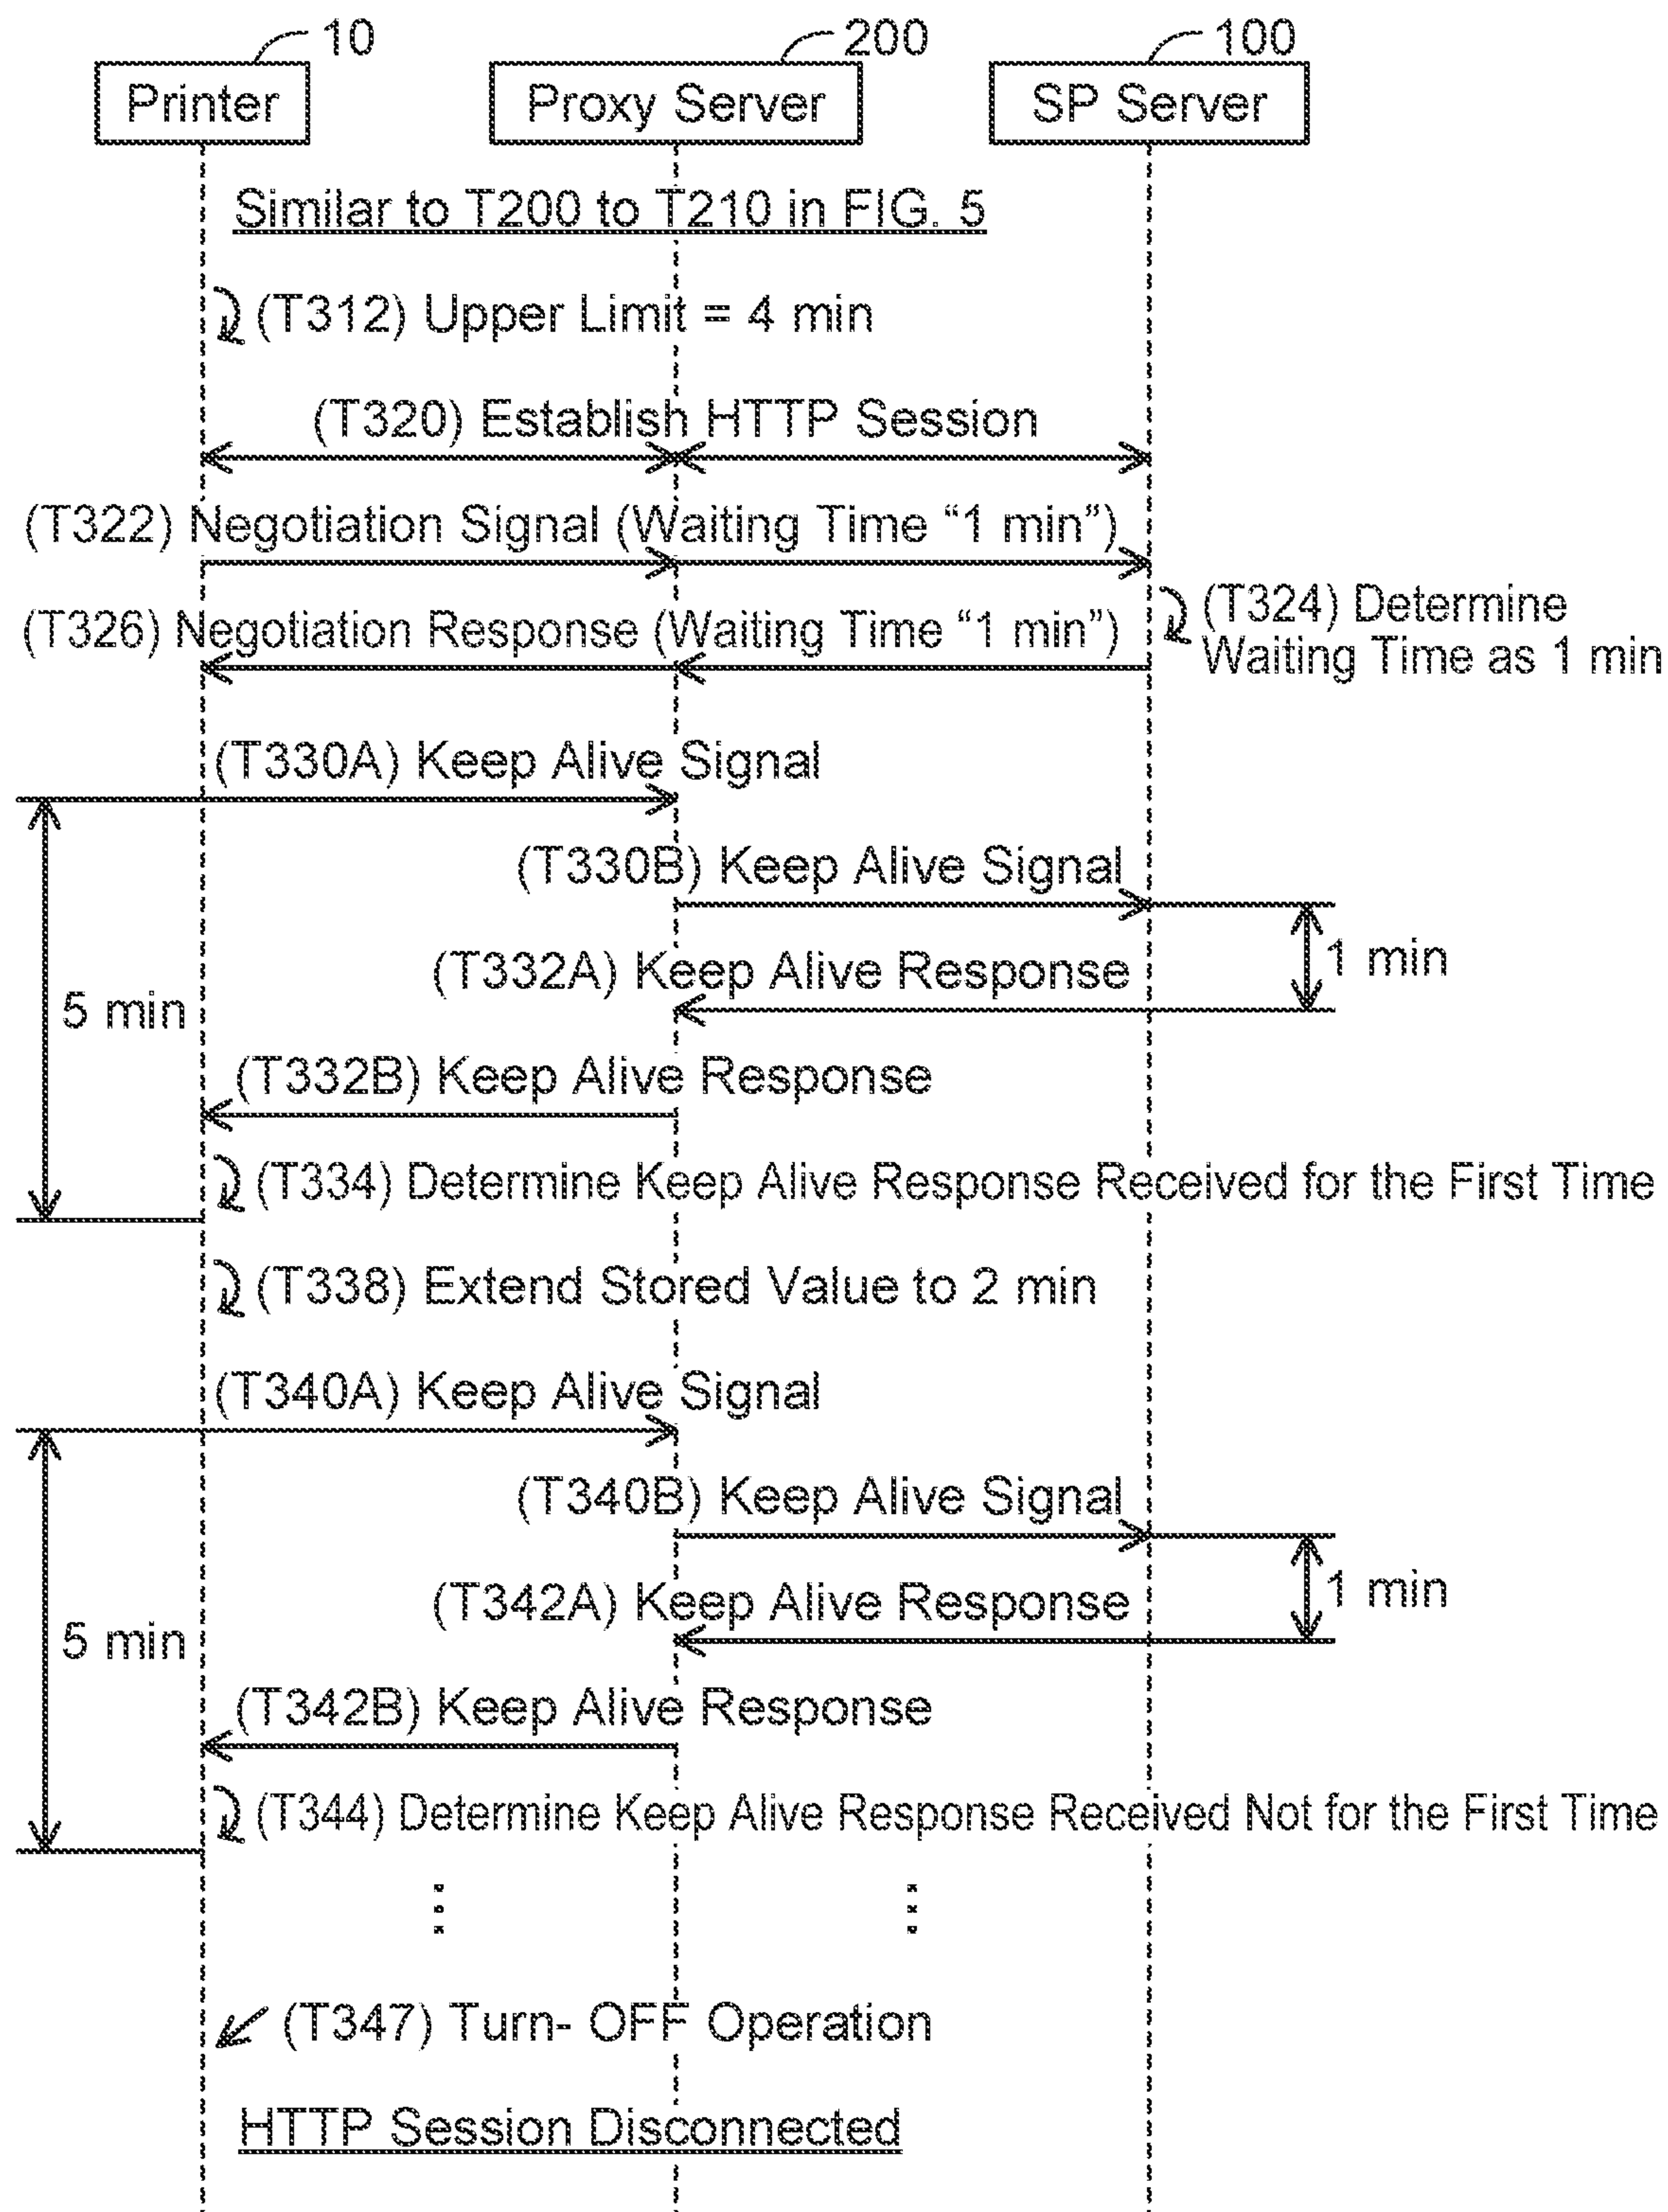 10
200
100
Printer
Proxy Server
SP Server
Similar to T200 to T210 in FIG. 5
(T312) Upper Limit = 4 min
(T320) Establish HTTP Session
(T322) Negotiation Signal (Waiting Time “1 min”)
(T324) Determine
Waiting Time as 1 min
(T326) Negotiation Response (Waiting Time “1 min”)
(T330A) Keep Alive Signal
(T330B) Keep Alive Signal
1 min
(T332A) Keep Alive Response
5 min
(T332B) Keep Alive Response
(T334) Determine Keep Alive Response Received for the First Time
(T338) Extend Stored Value to 2 min
(T340A) Keep Alive Signal
(T340B) Keep Alive Signal
1 min
(T342A) Keep Alive Response
5 min
(T342B) Keep Alive Response
(T344) Determine Keep Alive Response Received Not for the First Time
(T347) Turn- OFF Operation
HTTP Session Disconnected